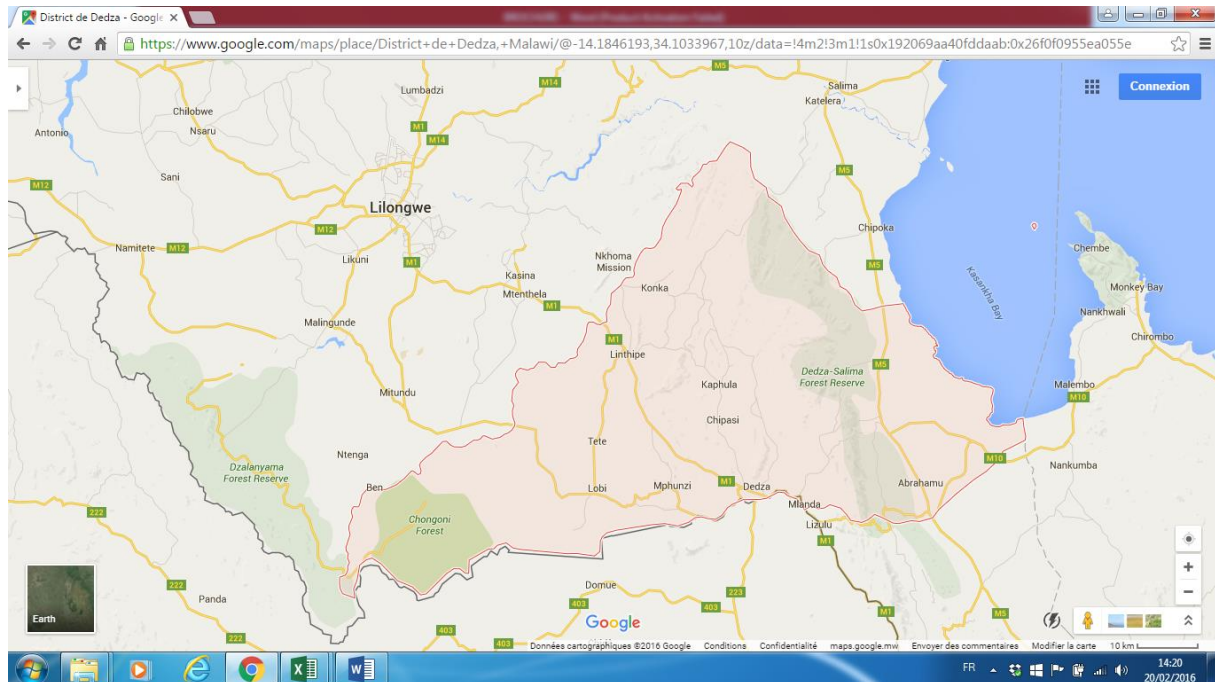 District de Dedza - Google
https://www.google.com/maps/place/District+de+Dedza,+Malawi/@-14.1846193,34.1033967,10z/data=!4m2!3m1!1s0x192069aa40fddaab:0x26f0f0955ea055e
Connexion
M5
Lumbadzi
M14
Salima
Katelera
Chilobwe
Antonio
Nsaru
M1
M14
Sani
M5
M12
Lilongwe
Chipoka
M12
Namitete
M12
Chembe
Likuni
M1
Nkhoma
Mission
M5
Kasina
Kasankha Bay
Konka
Monkey Bay
Mtenthela
M1
Nankhwali
Malingunde
Chirombo
M1
Linthipe
M5
Dedza-Salima
Forest Reserve
Kaphula
Malembo
M10
Mitundu
Chipasi
Tete
Ntenga
M10
Nankumba
Dzalanyama
Forest Reserve
Ben
Lobi
Mphunzi
M1
Dedza
Abrahamu
Mlanda
222
Chongoni
Forest
Lizulu
M1
222
Panda
Domue
223
403
403
M1
M5
Earth
Google
403
222
403
Données cartographiques ©2016 Google
Conditions
Confidentialité
maps.google.mw
Envoyer des commentaires
Modifier la carte
10 km
FR
14:20
20/02/2016